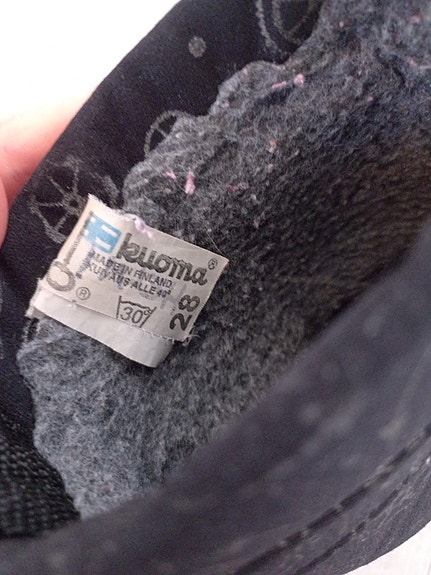 kuoma®
MADE IN FINLAND
KUIVAUS ALLE 40°
®
30°
28